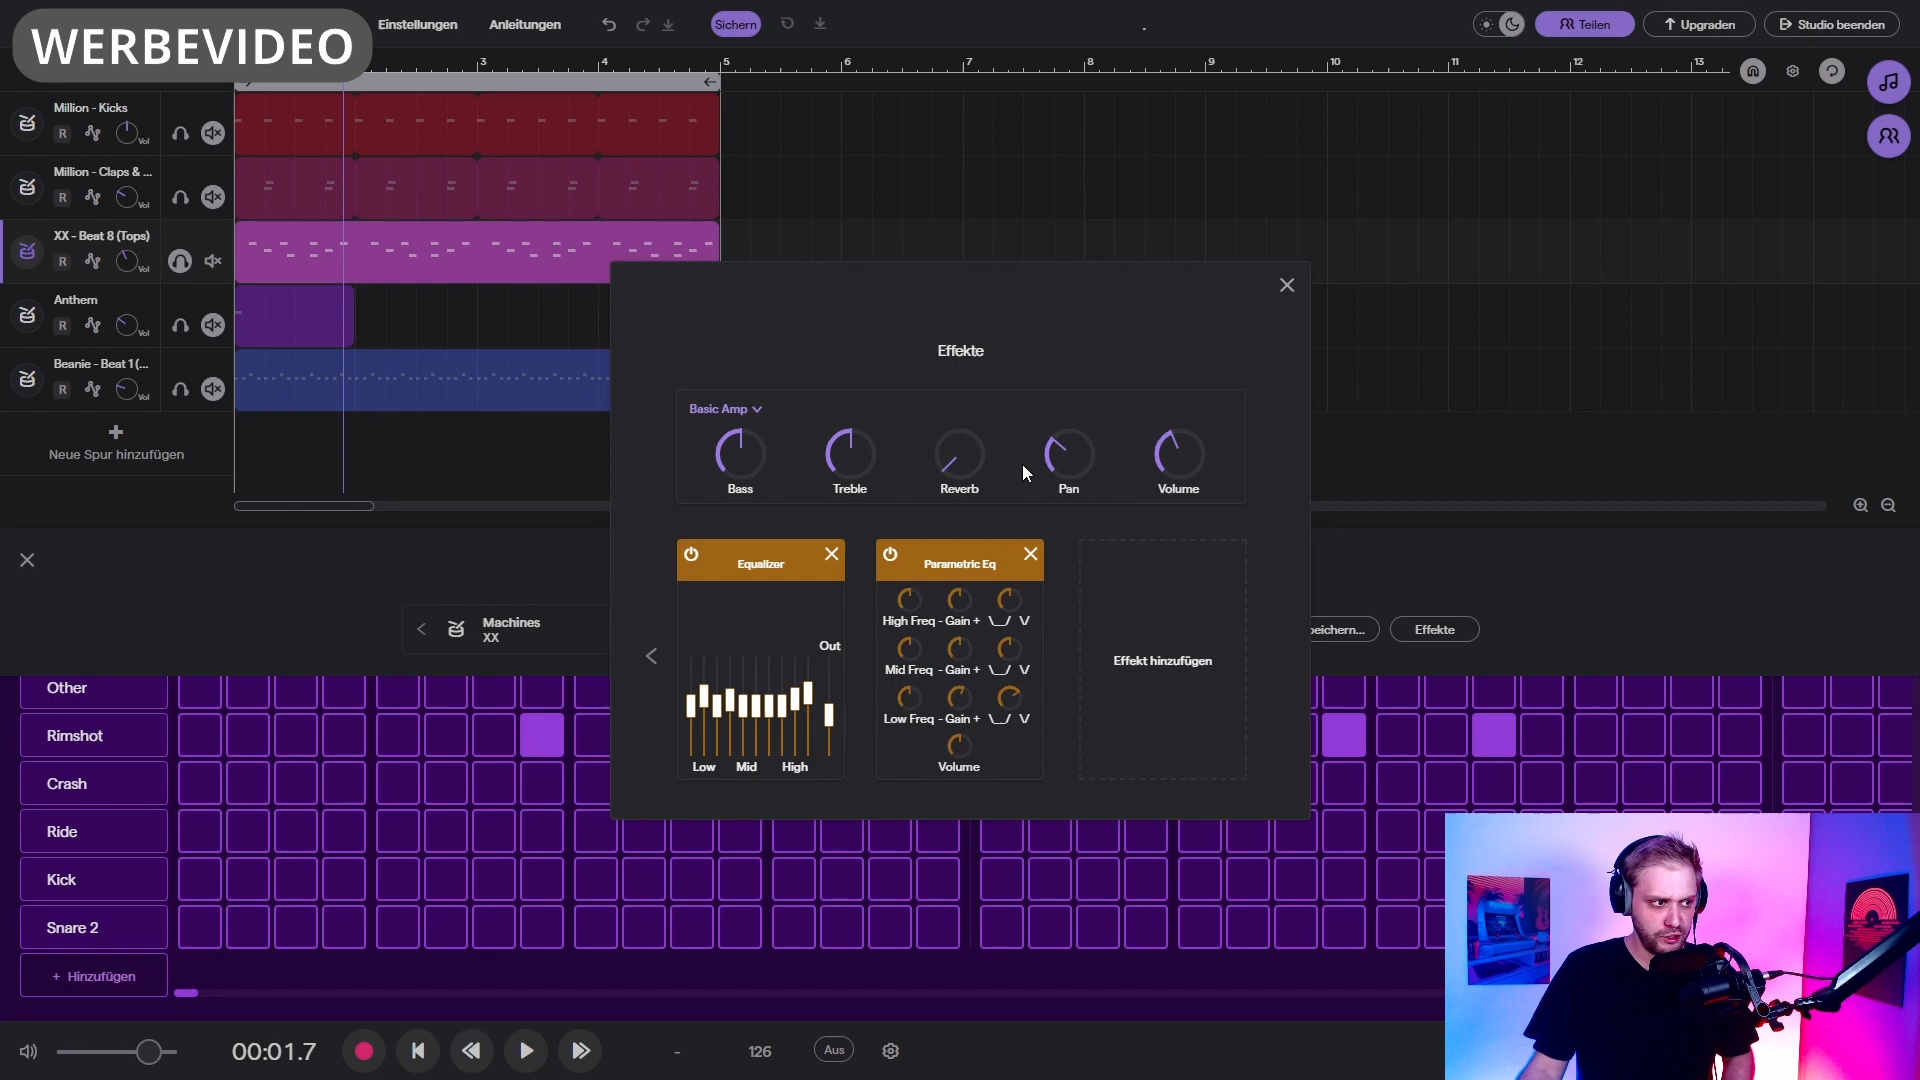 WERBEVIDEO
Einstellungen
Anleitungen
Sichern
Teilen
Upgraden
Studio beenden
3
4
5
6
7
8
9
10
11
12
13
Million - Kicks
R
Vol
Million - Claps & ...
R
Vol
XX - Beat 8 (Tops)
R
Vol
Anthem
R
Vol
Beanie - Beat 1 (...
R
Vol
+
Neue Spur hinzufügen
Effekte
Basic Amp
Bass
Treble
Reverb
Pan
Volume
Equalizer
Out
Low
Mid
High
Parametric Eq
High Freq - Gain +
Mid Freq - Gain +
Low Freq - Gain +
Volume
Effekt hinzufügen
Machines
XX
peichern...
Effekte
Other
Rimshot
Crash
Ride
Kick
Snare 2
+ Hinzufügen
00:01.7
-
126
Aus